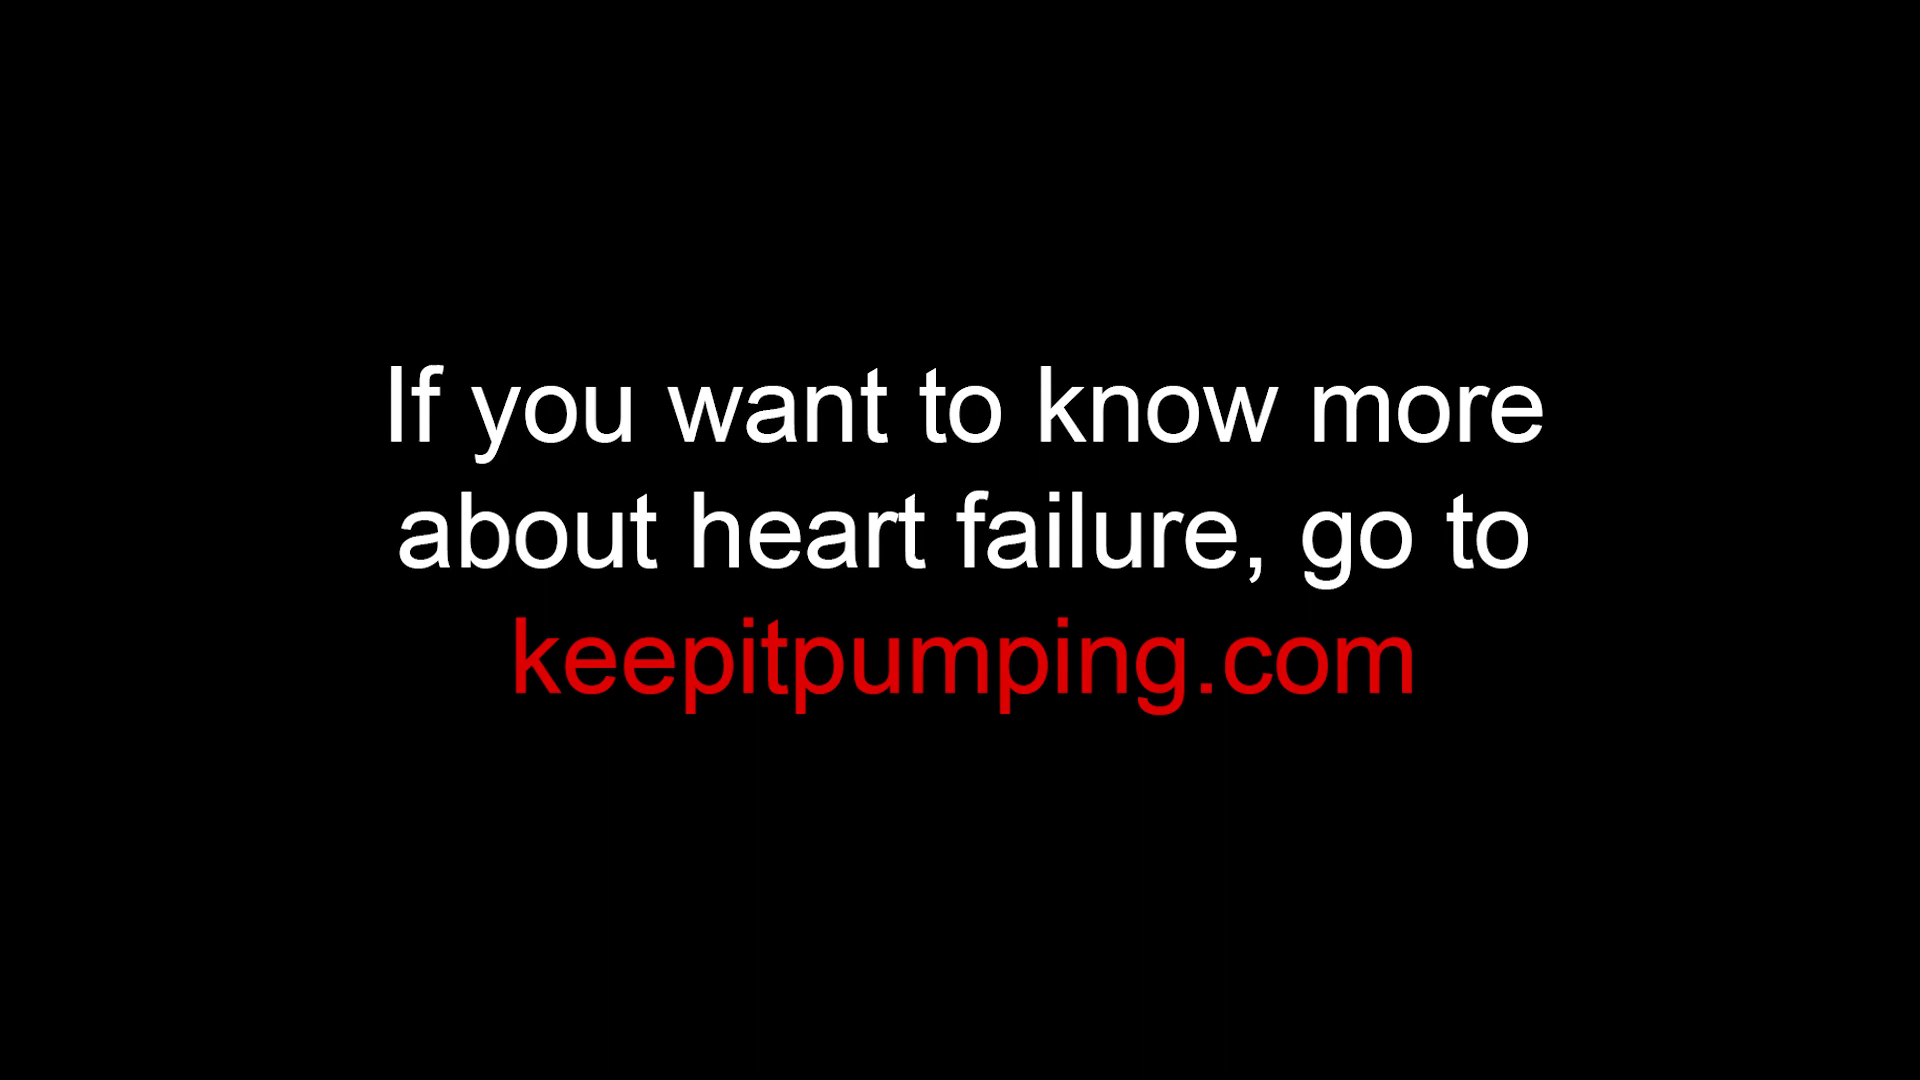 If you want to know more
about heart failure, go to
keepitpumping.com